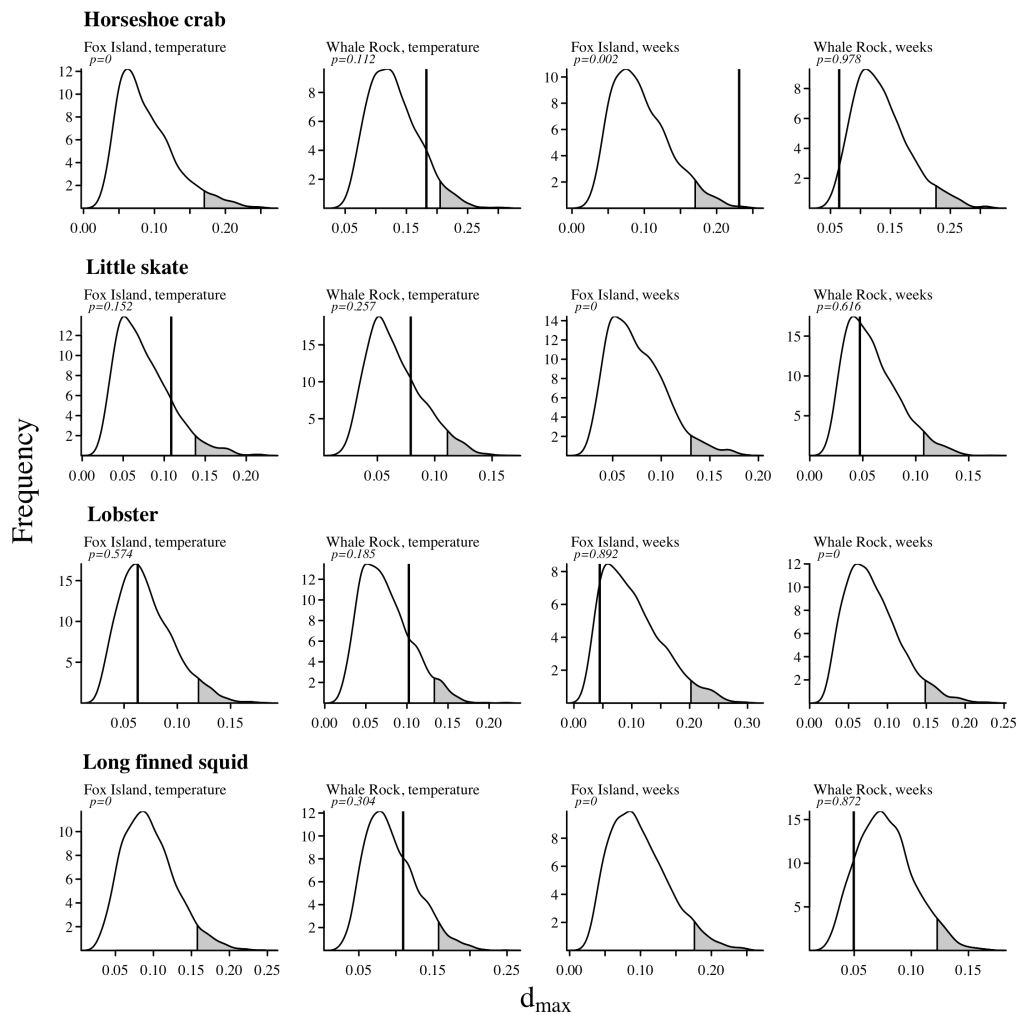 Horseshoe crab
Fox Island, temperature
p=0
12
10
8
6
4
2
0.00 0.10 0.20
Whale Rock, temperature
p=0.112
8
6
4
2
0.05 0.15 0.25
Fox Island, weeks
p=0.002
10
8
6
4
2
0.00 0.10 0.20
Whale Rock, weeks
p=0.978
8
6
4
2
0.05 0.15 0.25
Little skate
Fox Island, temperature
p=0.152
12
10
8
6
4
2
0.00 0.05 0.10 0.15 0.20
Whale Rock, temperature
p=0.257
15
10
5
0.05 0.10 0.15
Fox Island, weeks
p=0
14
12
10
8
6
4
2
0.05 0.10 0.15 0.20
Whale Rock, weeks
p=0.616
15
10
5
0.00 0.05 0.10 0.15
Frequency
Lobster
Fox Island, temperature
p=0.574
15
10
5
0.05 0.10 0.15
Whale Rock, temperature
p=0.185
12
10
8
6
4
2
0.00 0.05 0.10 0.15 0.20
Fox Island, weeks
p=0.892
8
6
4
2
0.00 0.10 0.20 0.30
Whale Rock, weeks
p=0
12
10
8
6
4
2
0.00 0.05 0.10 0.15 0.20 0.25
Long finned squid
Fox Island, temperature
p=0
10
8
6
4
2
0.05 0.10 0.15 0.20 0.25
Whale Rock, temperature
p=0.304
12
10
8
6
4
2
0.05 0.15 0.25
Fox Island, weeks
p=0
8
6
4
2
0.00 0.10 0.20
Whale Rock, weeks
p=0.872
15
10
5
0.05 0.10 0.15
dmax